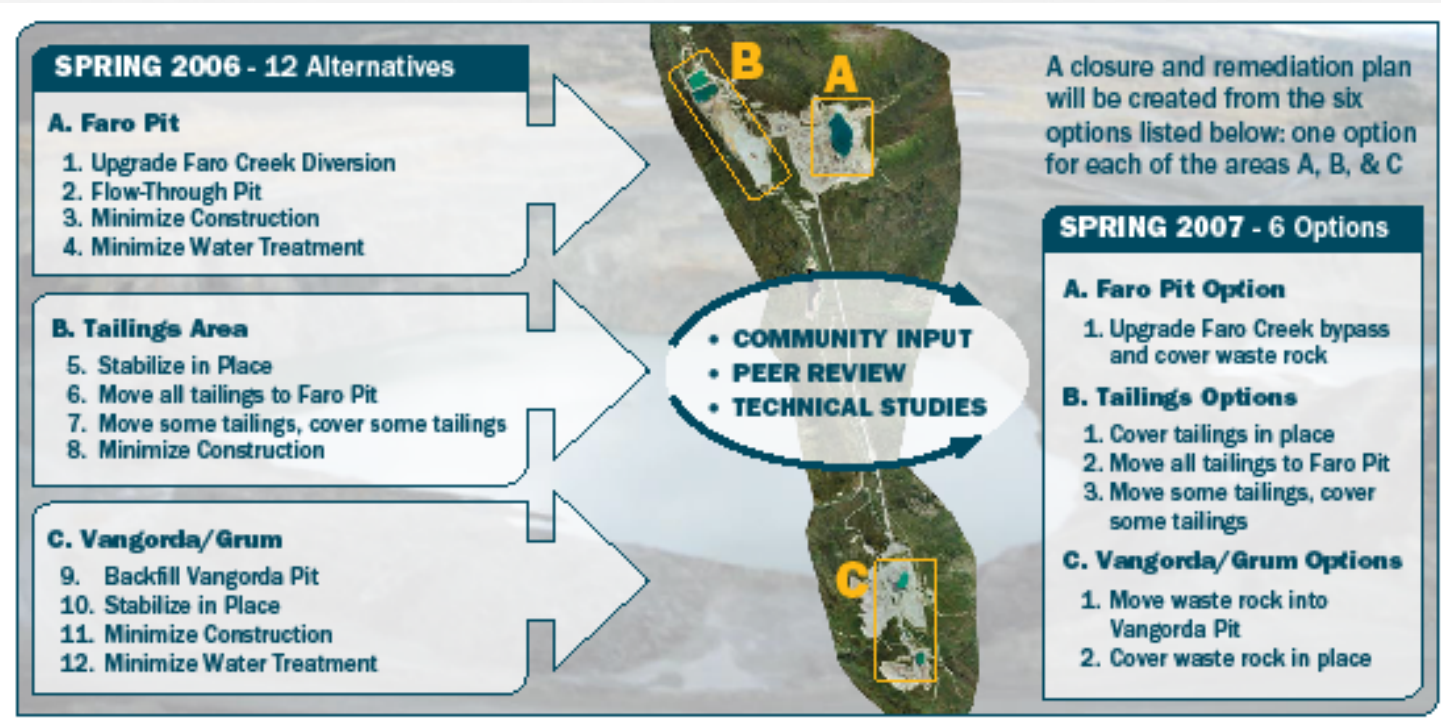 SPRING 2006 - 12 Alternatives
A. Faro Pit
1. Upgrade Faro Creek Diversion
2. Flow-Through Pit
3. Minimize Construction
4. Minimize Water Treatment
B. Tailings Area
5. Stabilize in Place
6. Move all tailings to Faro Pit
7. Move some tailings, cover some tailings
8. Minimize Construction
C. Vangorda/Grum
9. Backfill Vangorda Pit
10. Stabilize in Place
11. Minimize Construction
12. Minimize Water Treatment
B
A
• COMMUNITY INPUT
• PEER REVIEW
• TECHNICAL STUDIES
C
A closure and remediation plan
will be created from the six
options listed below: one option
for each of the areas A, B, & C
SPRING 2007 - 6 Options
A. Faro Pit Option
1. Upgrade Faro Creek bypass
and cover waste rock
B. Tailings Options
1. Cover tailings in place
2. Move all tailings to Faro Pit
3. Move some tailings, cover
some tailings
C. Vangorda/Grum Options
1. Move waste rock into
Vangorda Pit
2. Cover waste rock in place